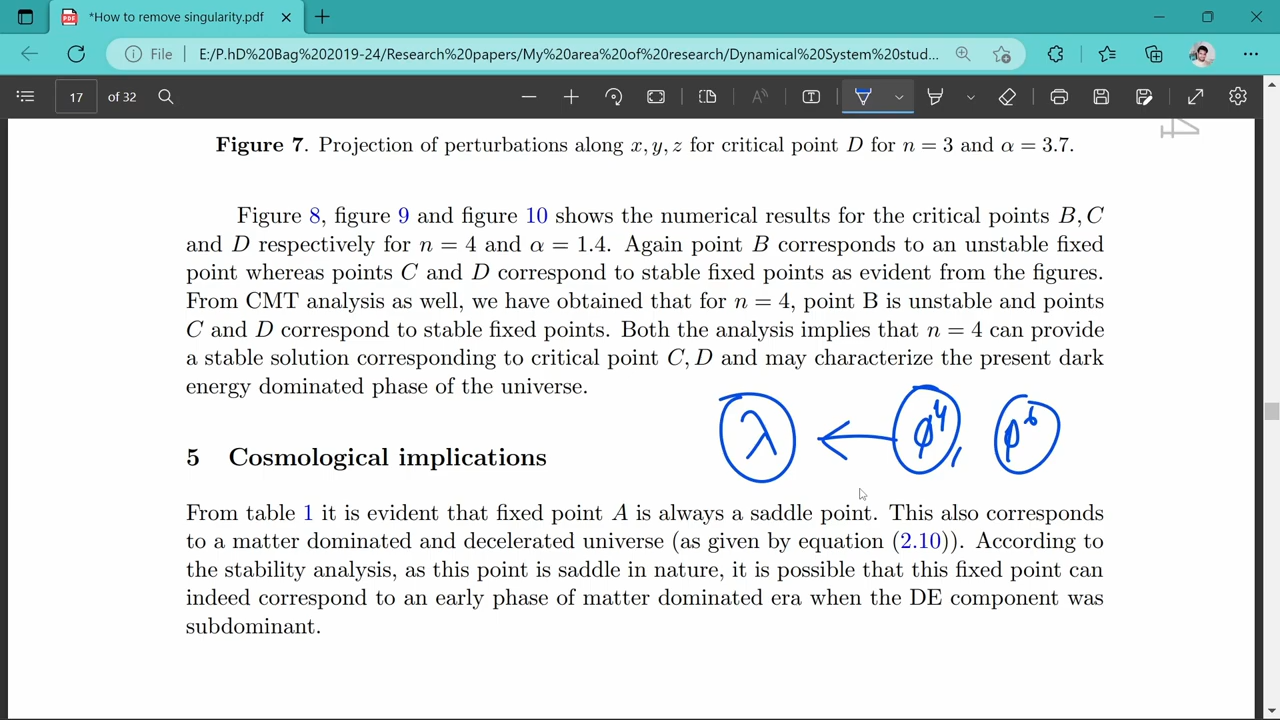 *How to remove singularity.pdf
File
E:/P.hD%20Bag%202019-24/Research%20papers/My%20area%20of%20research/Dynamical%20System%20stud...
17 of 32
Figure 7. Projection of perturbations along x, y, z for critical point D for n = 3 and α = 3.7.
Figure 8, figure 9 and figure 10 shows the numerical results for the critical points B, C
and D respectively for n = 4 and α = 1.4. Again point B corresponds to an unstable fixed
point whereas points C and D correspond to stable fixed points as evident from the figures.
From CMT analysis as well, we have obtained that for n = 4, point B is unstable and points
C and D correspond to stable fixed points. Both the analysis implies that n = 4 can provide
a stable solution corresponding to critical point C, D and may characterize the present dark
energy dominated phase of the universe.
λ ← ϕ⁴, ϕ⁶
5 Cosmological implications
From table 1 it is evident that fixed point A is always a saddle point. This also corresponds
to a matter dominated and decelerated universe (as given by equation (2.10)). According to
the stability analysis, as this point is saddle in nature, it is possible that this fixed point can
indeed correspond to an early phase of matter dominated era when the DE component was
subdominant.